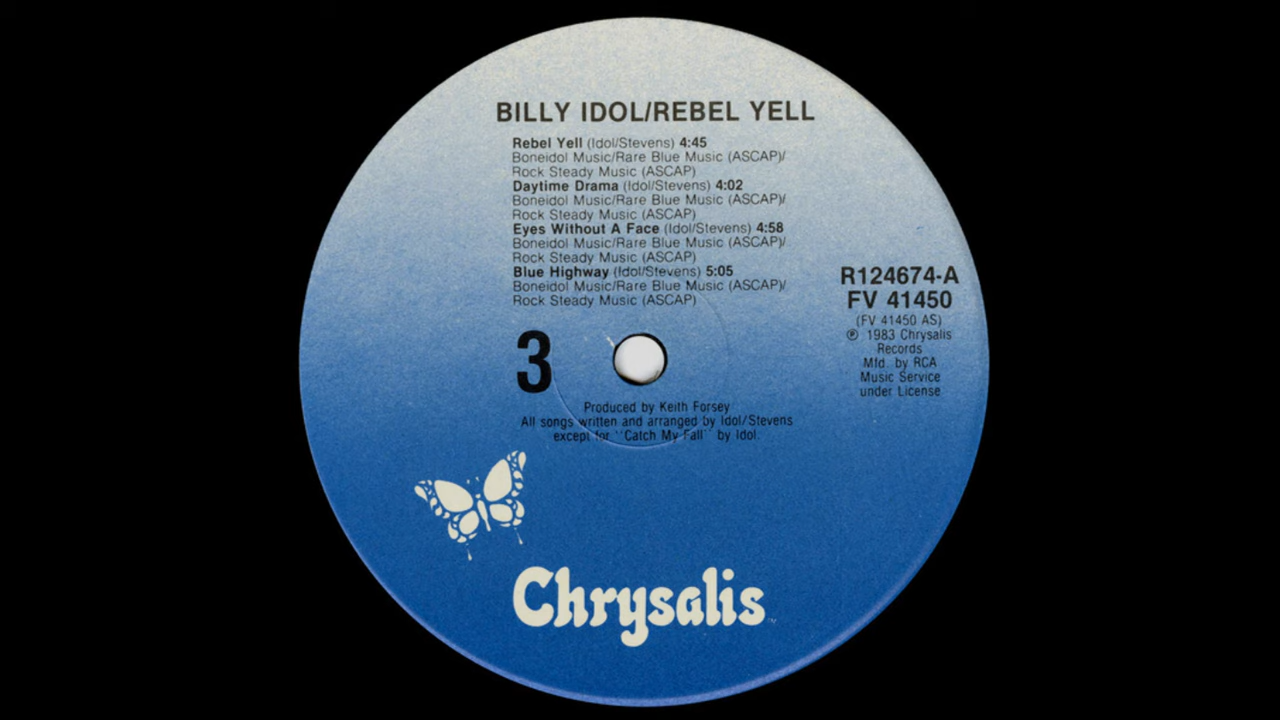 BILLY IDOL/REBEL YELL
Rebel Yell (Idol/Stevens) 4:45
Boneidol Music/Rare Blue Music (ASCAP)/
Rock Steady Music (ASCAP)
Daytime Drama (Idol/Stevens) 4:02
Boneidol Music/Rare Blue Music (ASCAP)/
Rock Steady Music (ASCAP)
Eyes Without A Face (Idol/Stevens) 4:58
Boneidol Music/Rare Blue Music (ASCAP)/
Rock Steady Music (ASCAP)
Blue Highway (Idol/Stevens) 5:05
Boneidol Music/Rare Blue Music (ASCAP)/
Rock Steady Music (ASCAP)
R124674-A
FV 41450
(FV 41450 AS)
℗ 1983 Chrysalis
Records
Mfd. by RCA
Music Service
under License
3
Produced by Keith Forsey
All songs written and arranged by Idol/Stevens
except for "Catch My Fall" by Idol.
Chrysalis